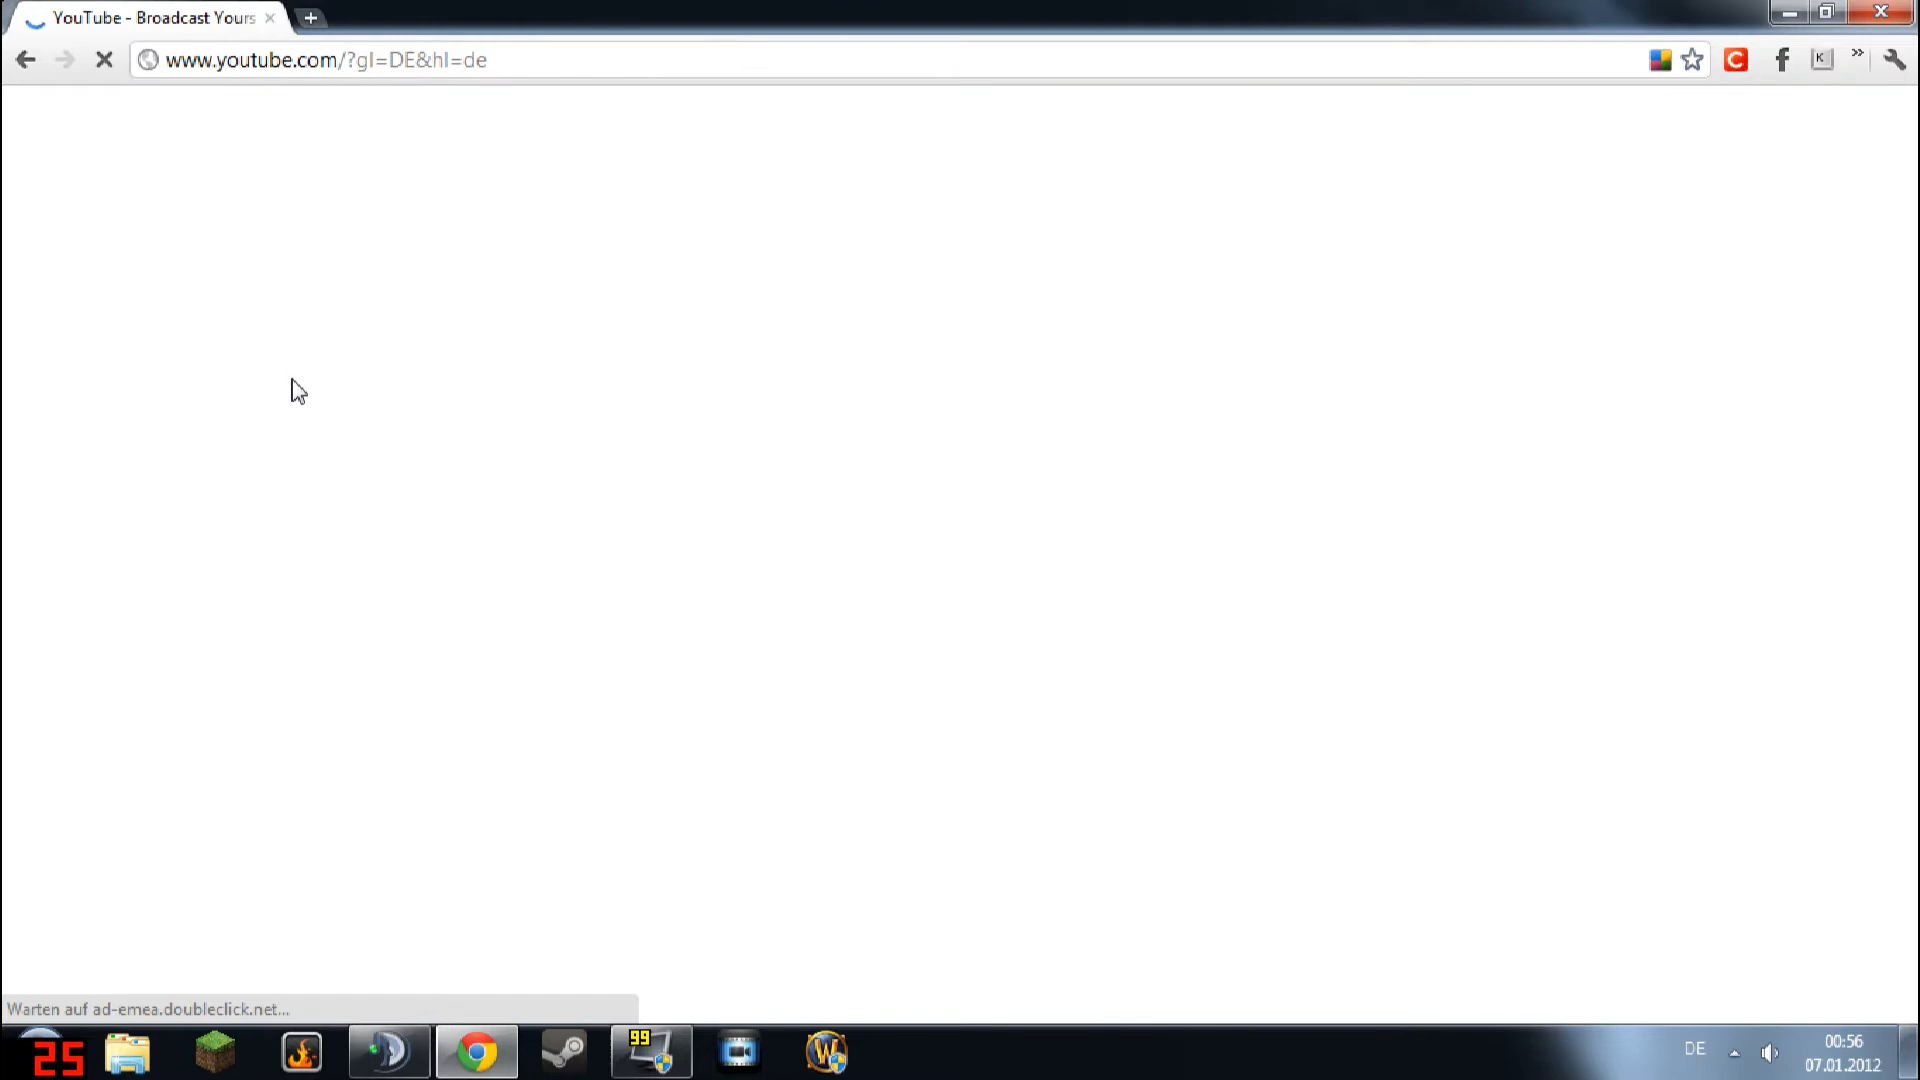 YouTube - Broadcast Yours
www.youtube.com/?gl=DE&hl=de
C
f
K
»
Warten auf ad-emea.doubleclick.net...
25
99
W
DE
00:56
07.01.2012